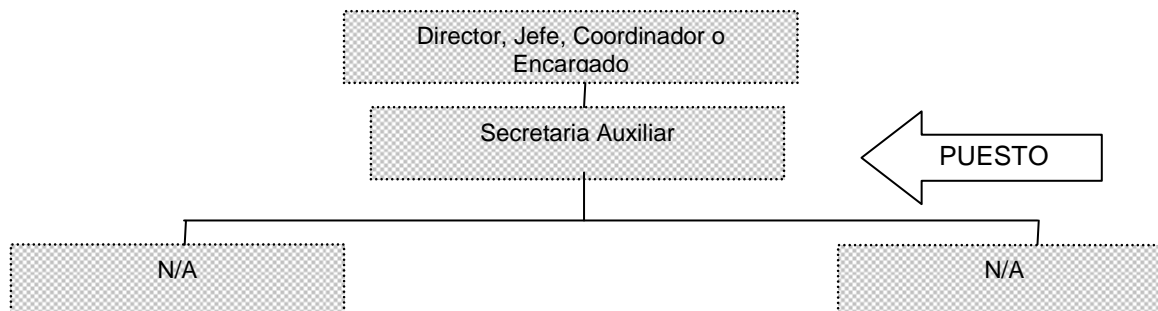 Director, Jefe, Coordinador o
Encargado
Secretaria Auxiliar
PUESTO
N/A
N/A